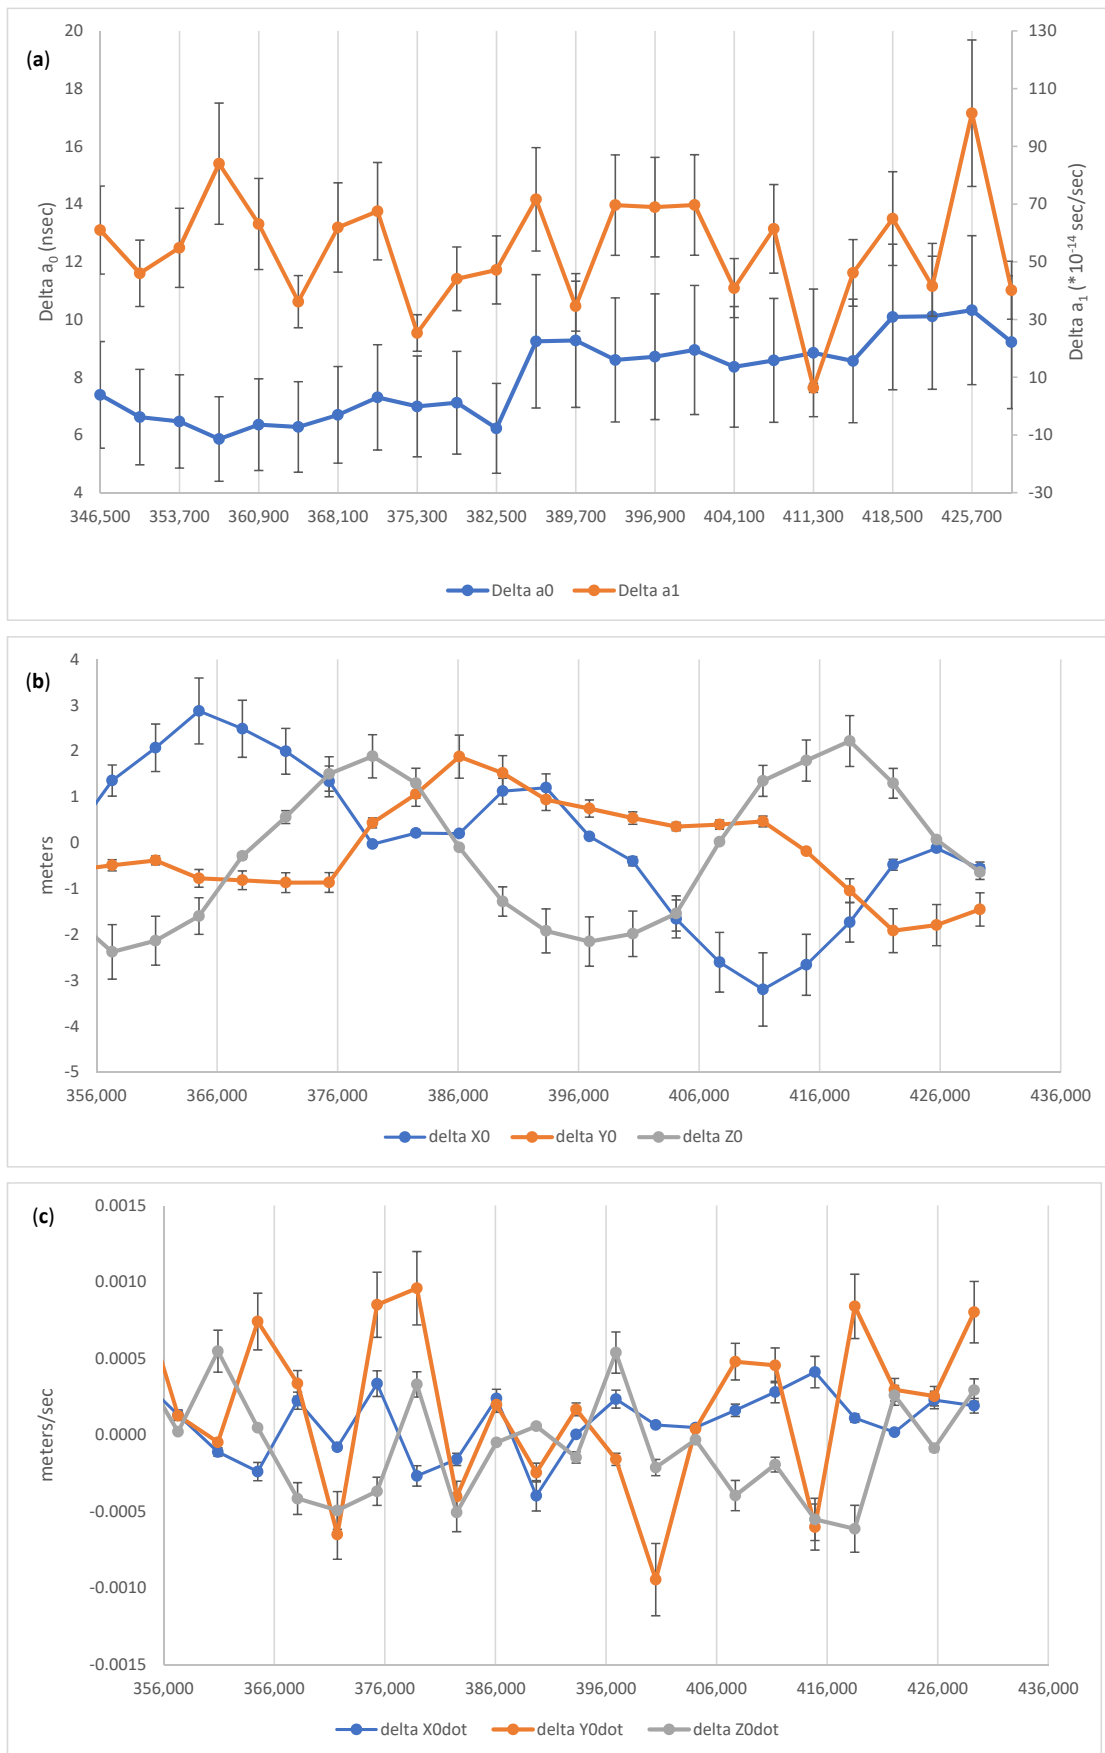 (a)
20
18
16
14
12
10
8
6
4
Delta a0 (nsec)
130
110
90
70
50
30
10
-10
-30
Delta a1 (*10-14 sec/sec)
346,500 353,700 360,900 368,100 375,300 382,500 389,700 396,900 404,100 411,300 418,500 425,700
Delta a0 Delta a1
(b)
4
3
2
1
0
-1
-2
-3
-4
-5
meters
356,000 366,000 376,000 386,000 396,000 406,000 416,000 426,000 436,000
delta X0 delta Y0 delta Z0
(c)
0.0015
0.0010
0.0005
0.0000
-0.0005
-0.0010
-0.0015
meters/sec
356,000 366,000 376,000 386,000 396,000 406,000 416,000 426,000 436,000
delta X0dot delta Y0dot delta Z0dot